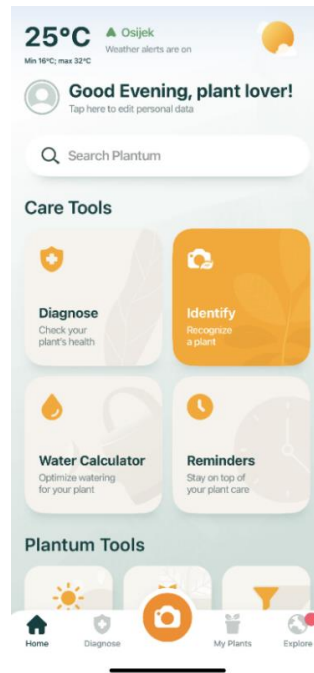 25°C
Osijek
Weather alerts are on
Min 16°C; max 32°C
Good Evening, plant lover!
Tap here to edit personal data
Search Plantum
Care Tools
Diagnose
Check your
plant's health
Identify
Recognize
a plant
Water Calculator
Optimize watering
for your plant
Reminders
Stay on top of
your plant care
Plantum Tools
Home
Diagnose
My Plants
Explore